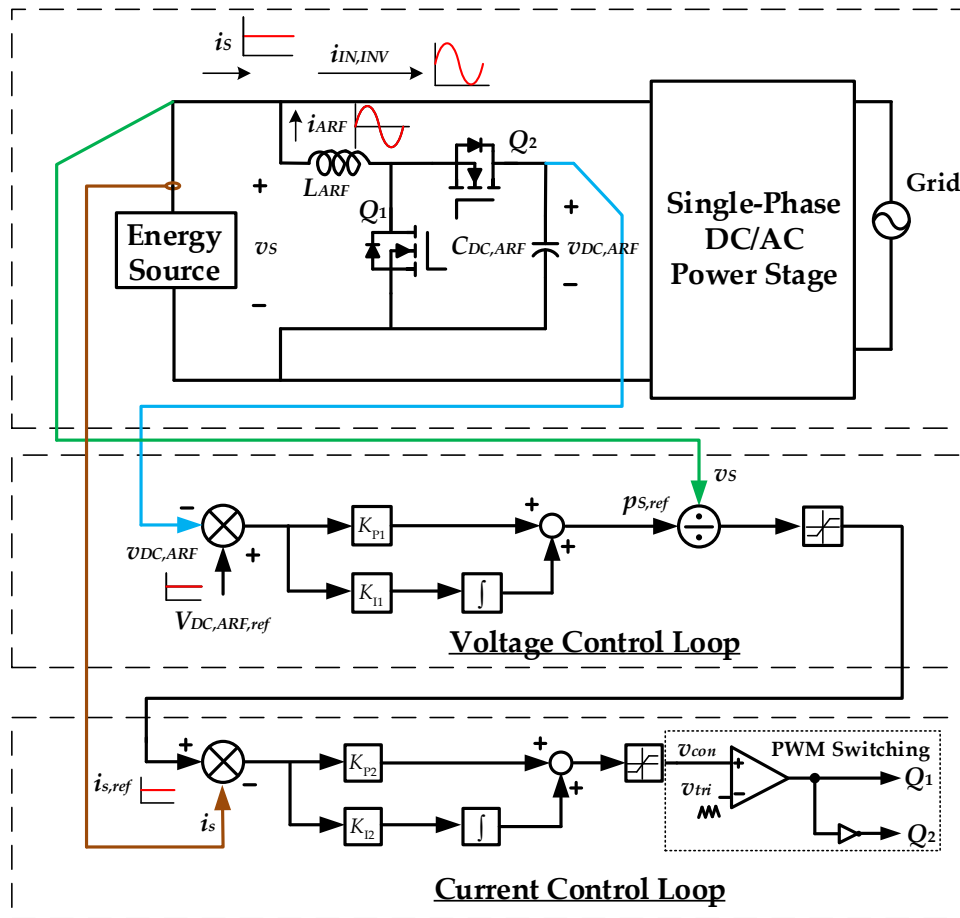 iS
iIN,INV
iARF
LARF
Q2
Q1
+
Energy
Source
vS
−
CDC,ARF
+
vDC,ARF
−
Single-Phase
DC/AC
Power Stage
Grid
vS
−
vDC,ARF
+
VDC,ARF,ref
KP1
KI1
∫
+
+
pS,ref
÷
Voltage Control Loop
+
is,ref
−
is
KP2
KI2
∫
+
+
vcon
vtri
+
−
PWM Switching
Q1
Q2
Current Control Loop